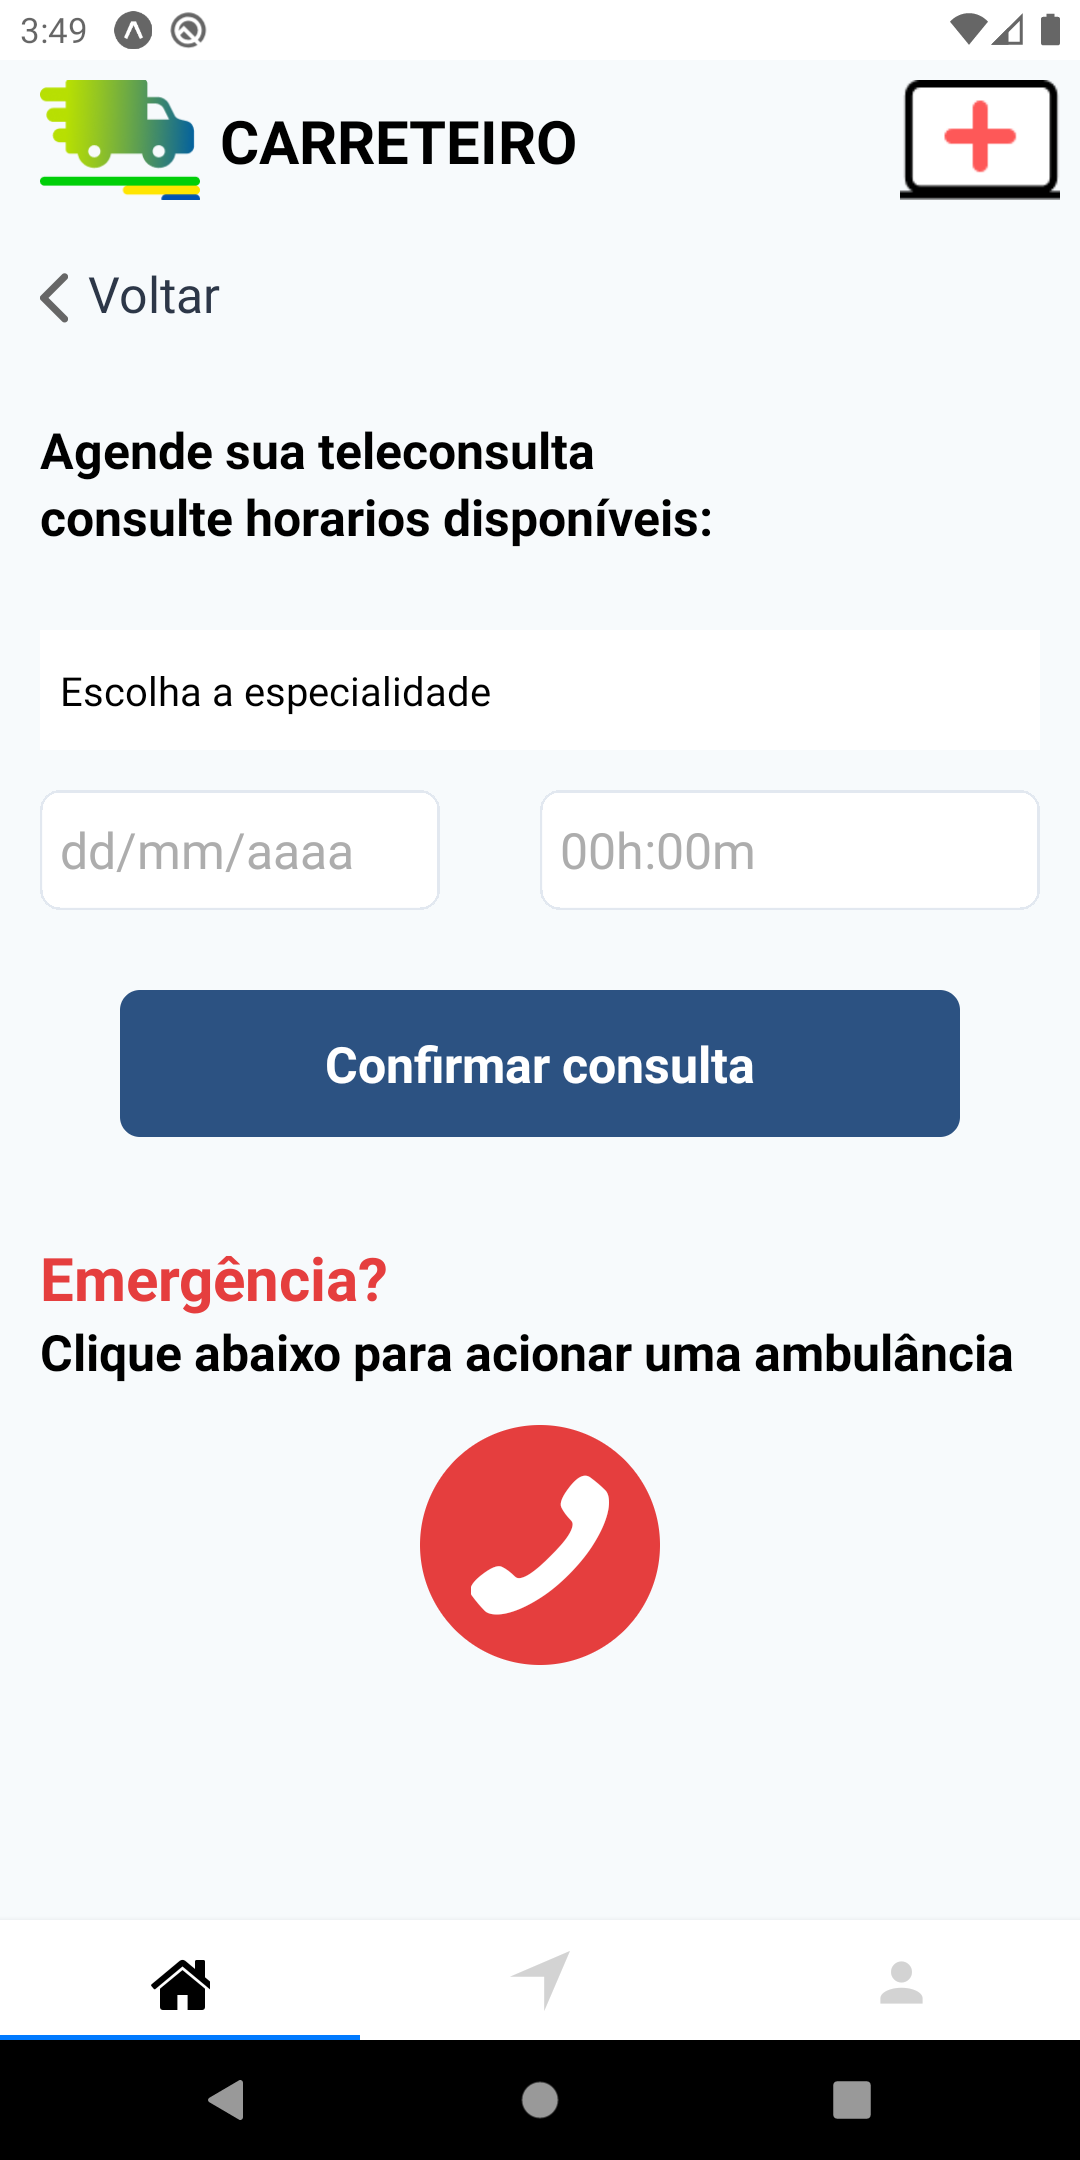 3:49
CARRETEIRO
Voltar
Agende sua teleconsulta
consulte horarios disponíveis:
Escolha a especialidade
dd/mm/aaaa
00h:00m
Confirmar consulta
Emergência?
Clique abaixo para acionar uma ambulância